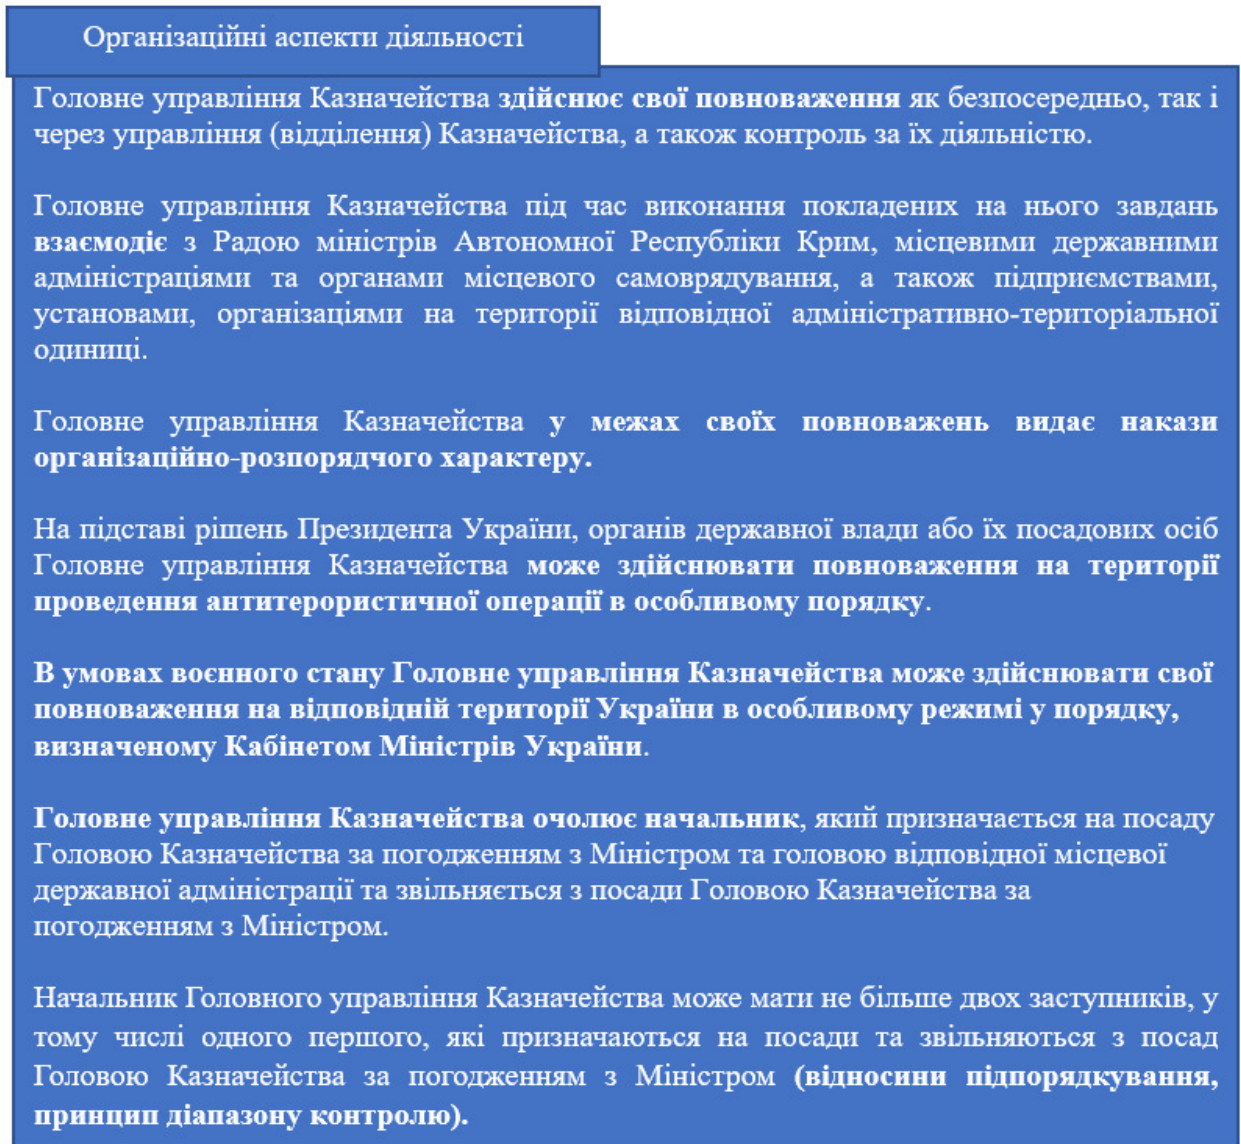 Організаційні аспекти діяльності
Головне управління Казначейства здійснює свої повноваження як безпосередньо, так і
через управління (відділення) Казначейства, а також контроль за їх діяльністю.
Головне управління Казначейства під час виконання покладених на нього завдань
взаємодіє з Радою міністрів Автономної Республіки Крим, місцевими державними
адміністраціями та органами місцевого самоврядування, а також підприємствами,
установами, організаціями на території відповідної адміністративно-територіальної
одиниці.
Головне управління Казначейства у межах своїх повноважень видає накази
організаційно-розпорядчого характеру.
На підставі рішень Президента України, органів державної влади або їх посадових осіб
Головне управління Казначейства може здійснювати повноваження на території
проведення антитерористичної операції в особливому порядку.
В умовах воєнного стану Головне управління Казначейства може здійснювати свої
повноваження на відповідній території України в особливому режимі у порядку,
визначеному Кабінетом Міністрів України.
Головне управління Казначейства очолює начальник, який призначається на посаду
Головою Казначейства за погодженням з Міністром та головою відповідної місцевої
державної адміністрації та звільняється з посади Головою Казначейства за
погодженням з Міністром.
Начальник Головного управління Казначейства може мати не більше двох заступників, у
тому числі одного першого, які призначаються на посади та звільняються з посад
Головою Казначейства за погодженням з Міністром (відносини підпорядкування,
принцип діапазону контролю).